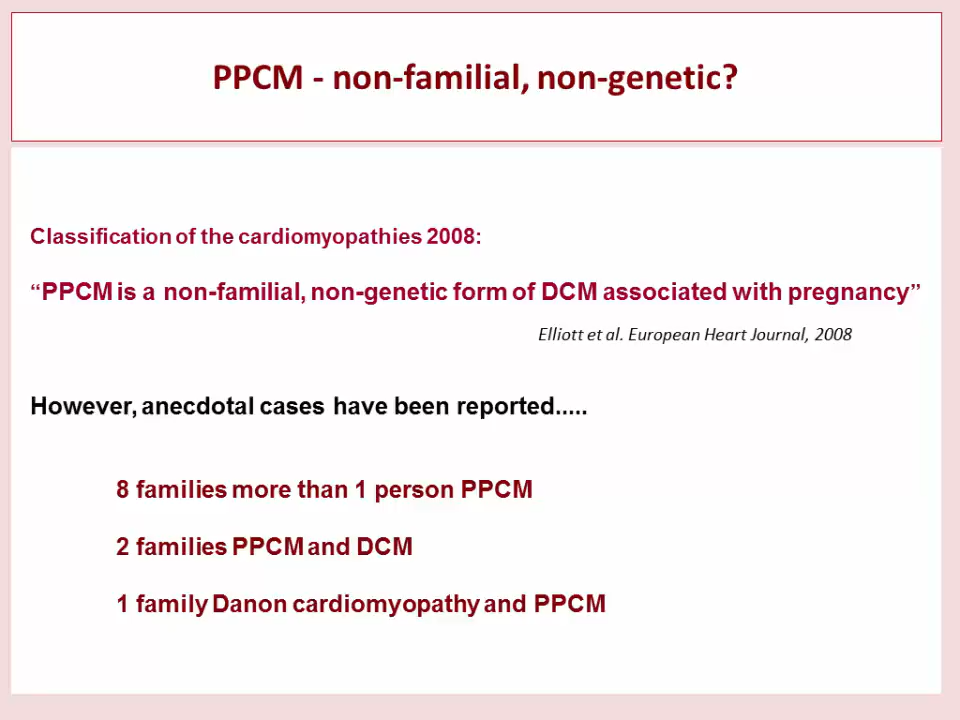 PPCM - non-familial, non-genetic?
Classification of the cardiomyopathies 2008:
“PPCM is a non-familial, non-genetic form of DCM associated with pregnancy”
Elliott et al. European Heart Journal, 2008
However, anecdotal cases have been reported.....
8 families more than 1 person PPCM
2 families PPCM and DCM
1 family Danon cardiomyopathy and PPCM